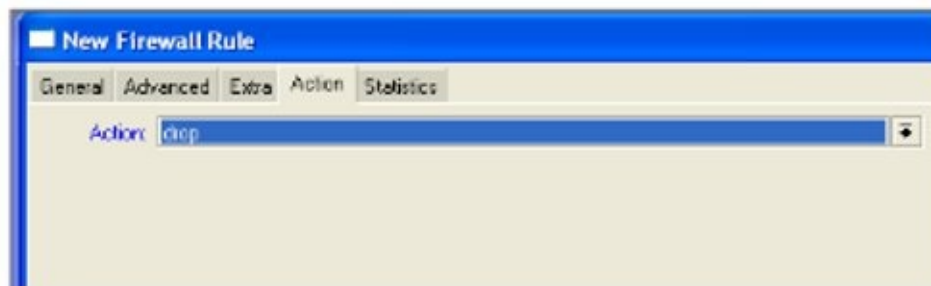 New Firewall Rule
General Advanced Extra Action Statistics
Action: drop